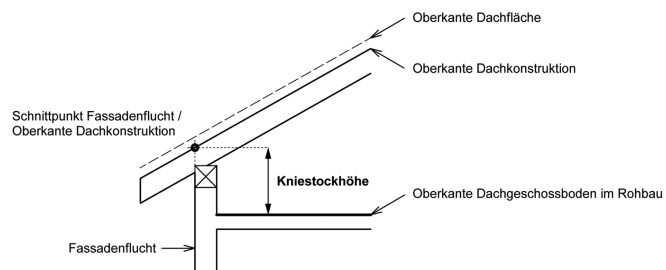 Oberkante Dachfläche
Oberkante Dachkonstruktion
Schnittpunkt Fassadenflucht /
Oberkante Dachkonstruktion
Kniestockhöhe
Oberkante Dachgeschossboden im Rohbau
Fassadenflucht